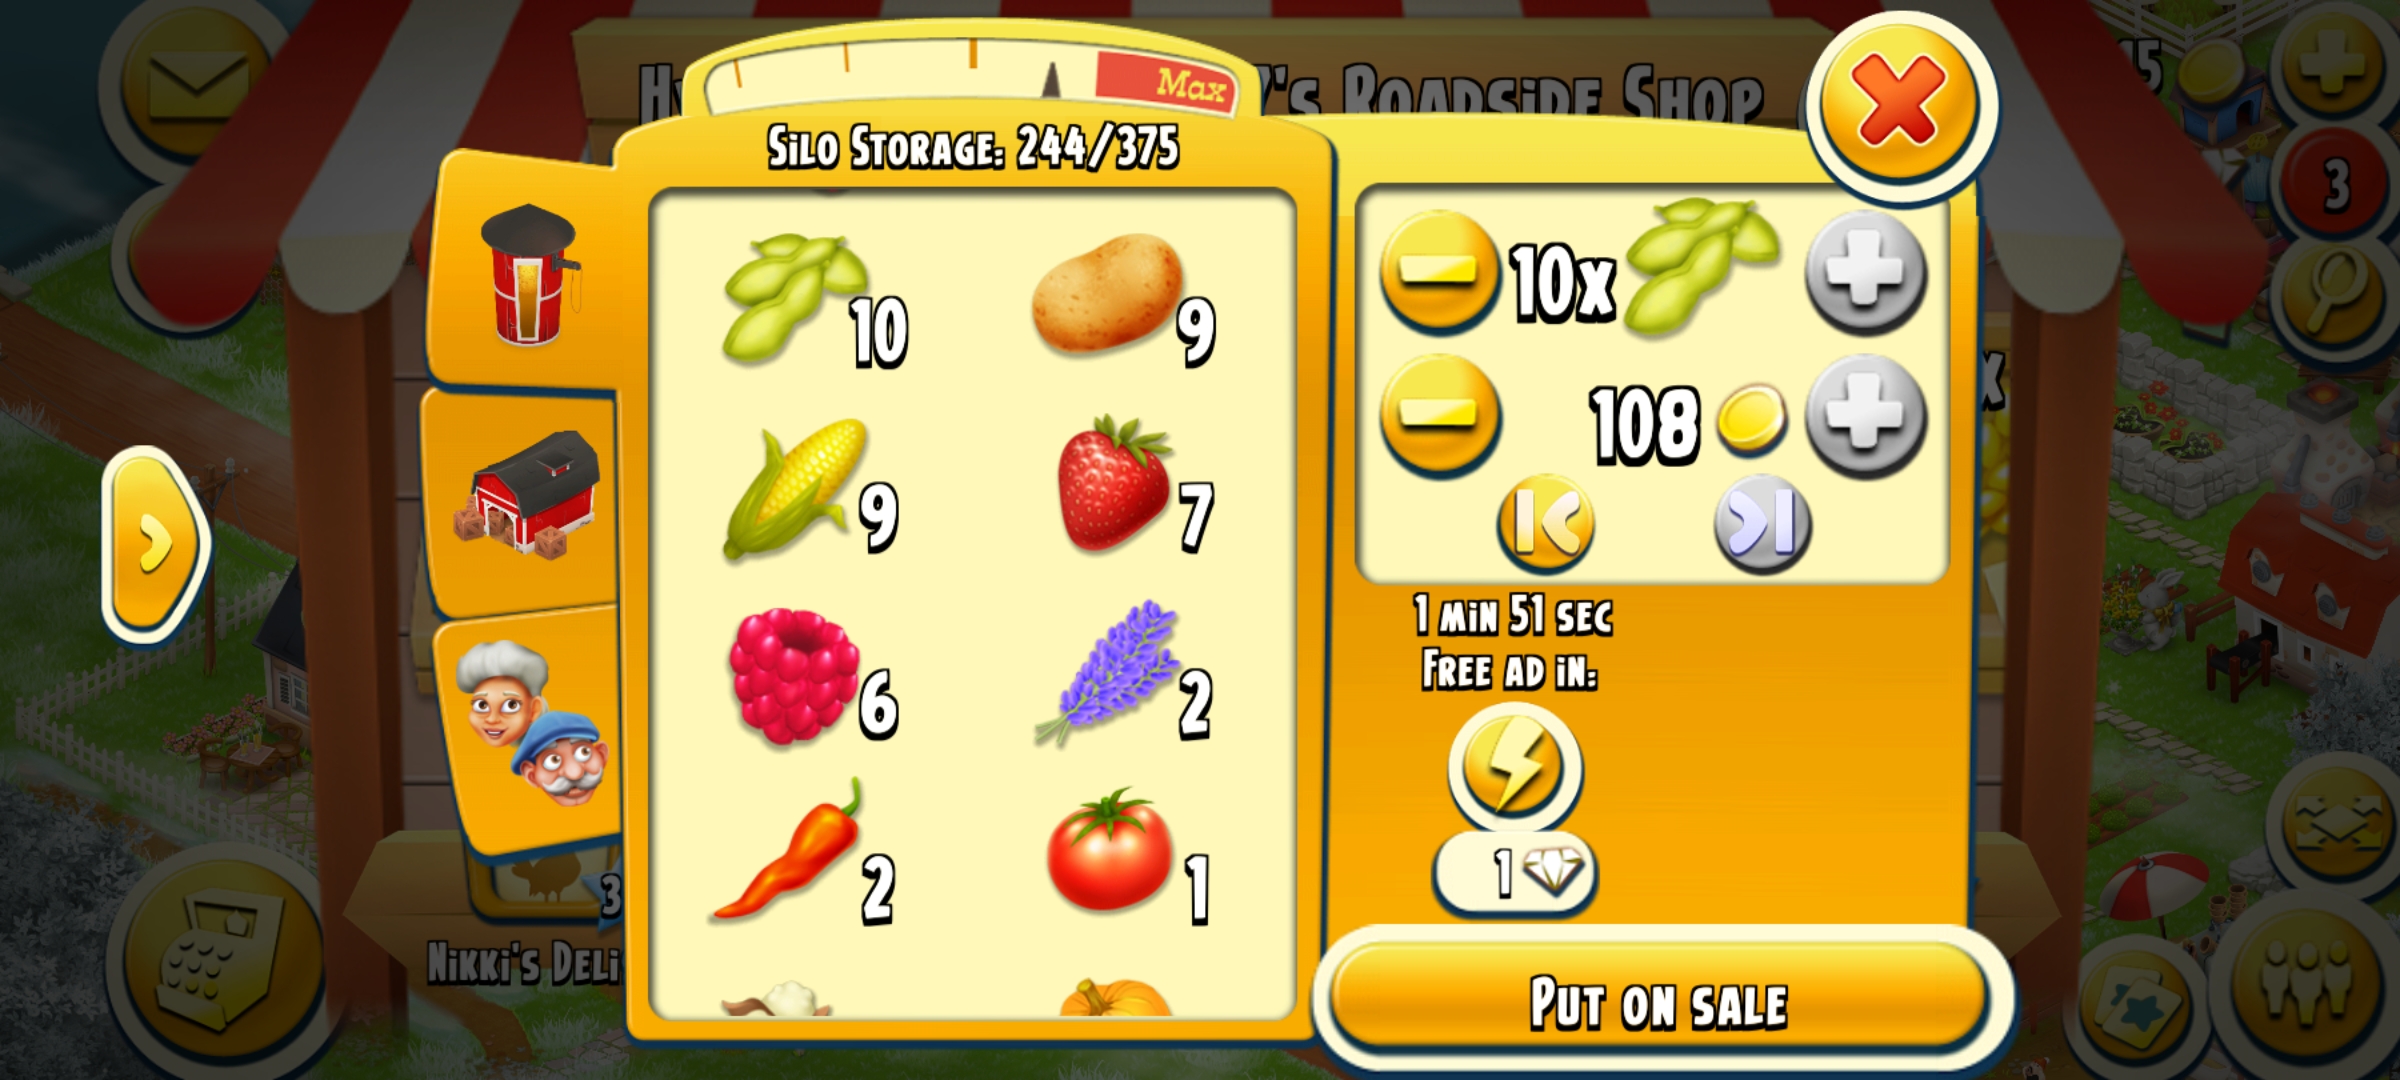 'S ROADSIDE SHOP
Max
SILO STORAGE: 244/375
3
10
9
9
7
6
2
2
1
10x
108
1 MIN 51 SEC
FREE AD IN:
1
PUT ON SALE
3
NIKKI'S DELI